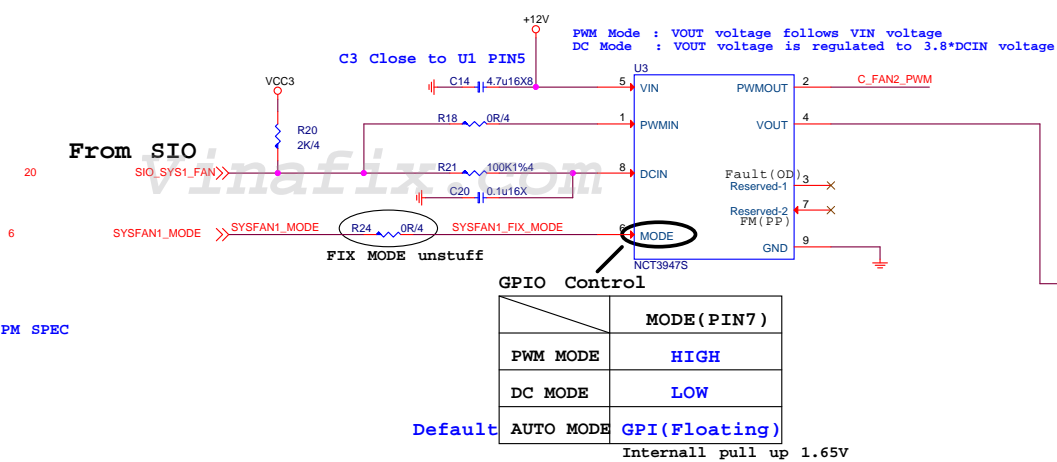 +12V
PWM Mode : VOUT voltage follows VIN voltage
DC Mode : VOUT voltage is regulated to 3.8*DCIN voltage
C3 Close to U1 PIN5
U3
VCC3
C14 4.7u16X8
5 VIN
PWMOUT 2 C_FAN2_PWM
R18 0R/4
1 PWMIN
VOUT 4
R20
2K/4
From SIO
Vinafix.com
20 SIO_SYS1_FAN
R21 100K1%4
8 DCIN
Fault(OD) 3
Reserved-1
C20 0.1u16X
Reserved-2 7
FM(PP)
6 SYSFAN1_MODE SYSFAN1_MODE R24 0R/4 SYSFAN1_FIX_MODE 6 MODE
GND 9
FIX MODE unstuff
NCT3947S
GPIO Control
MODE(PIN7)
PM SPEC
PWM MODE HIGH
DC MODE LOW
Default AUTO MODE GPI(Floating)
Internall pull up 1.65V